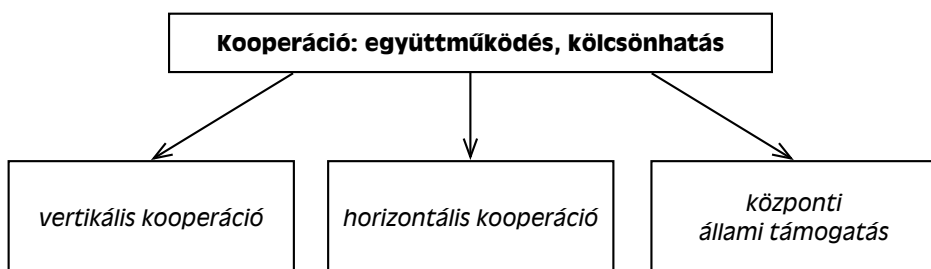 Kooperáció: együttműködés, kölcsönhatás
vertikális kooperáció
horizontális kooperáció
központi
állami támogatás